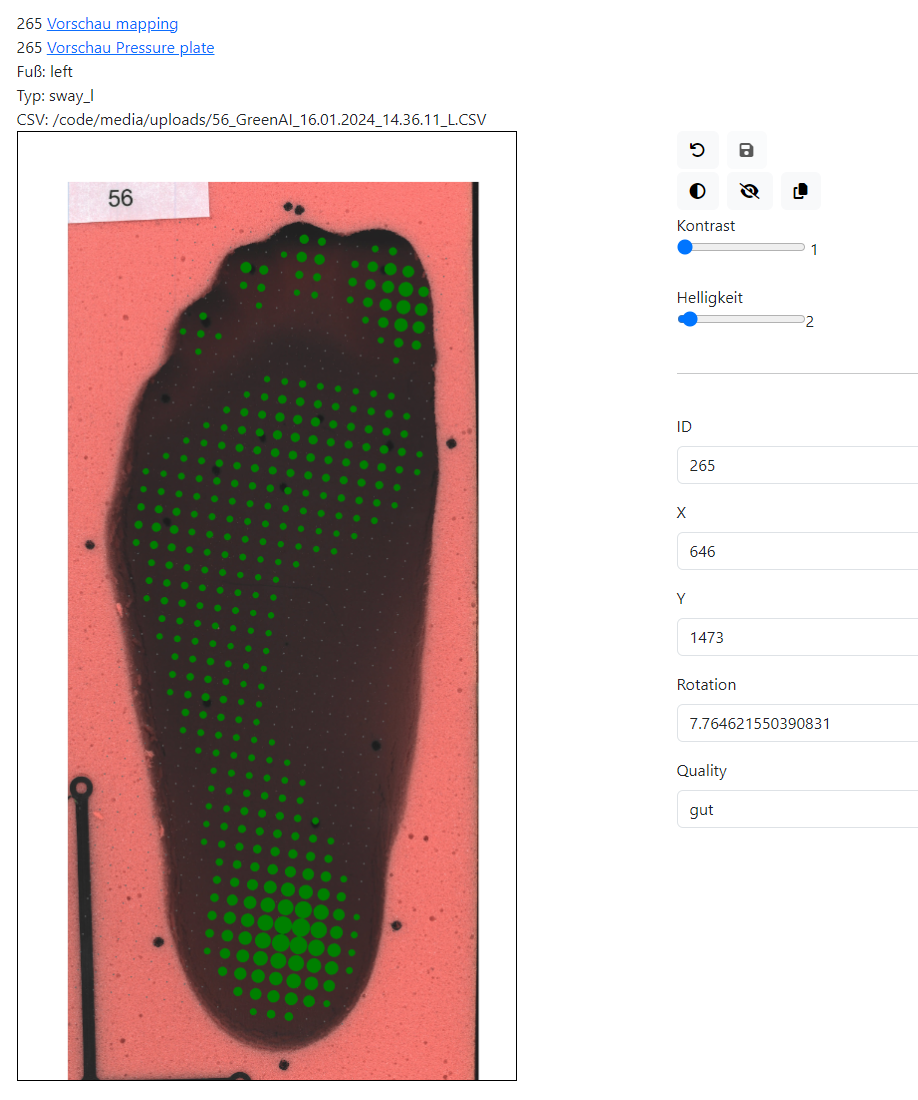 265 Vorschau mapping
265 Vorschau Pressure plate
Fuß: left
Typ: sway_l
CSV: /code/media/uploads/56_GreenAI_16.01.2024_14.36.11_L.CSV
56
Kontrast
1
Helligkeit
2
ID
265
X
646
Y
1473
Rotation
7.764621550390831
Quality
gut